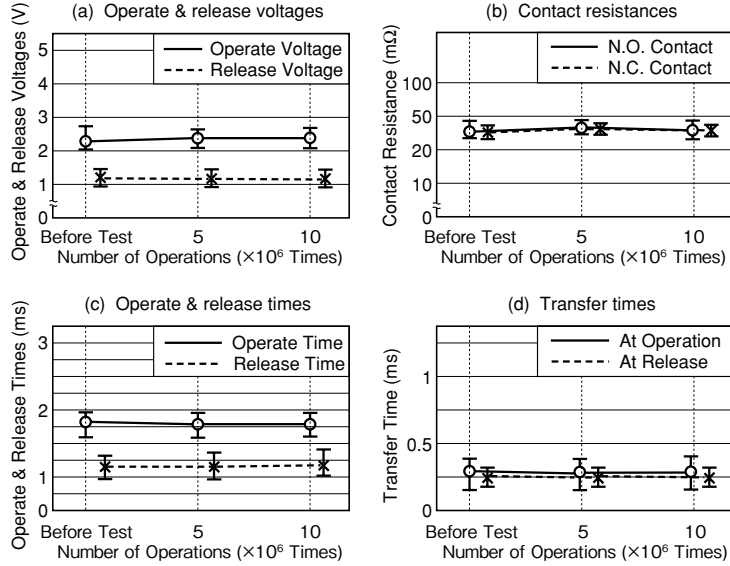 (a) Operate & release voltages
Operate & Release Voltages (V)
5
4
3
2
1
0
Operate Voltage
Release Voltage
Before Test
5
10
Number of Operations (×10⁶ Times)
(b) Contact resistances
Contact Resistance (mΩ)
100
50
20
10
0
N.O. Contact
N.C. Contact
Before Test
5
10
Number of Operations (×10⁶ Times)
(c) Operate & release times
Operate & Release Times (ms)
3
2
1
0
Operate Time
Release Time
Before Test
5
10
Number of Operations (×10⁶ Times)
(d) Transfer times
Transfer Time (ms)
1
0.5
0
At Operation
At Release
Before Test
5
10
Number of Operations (×10⁶ Times)